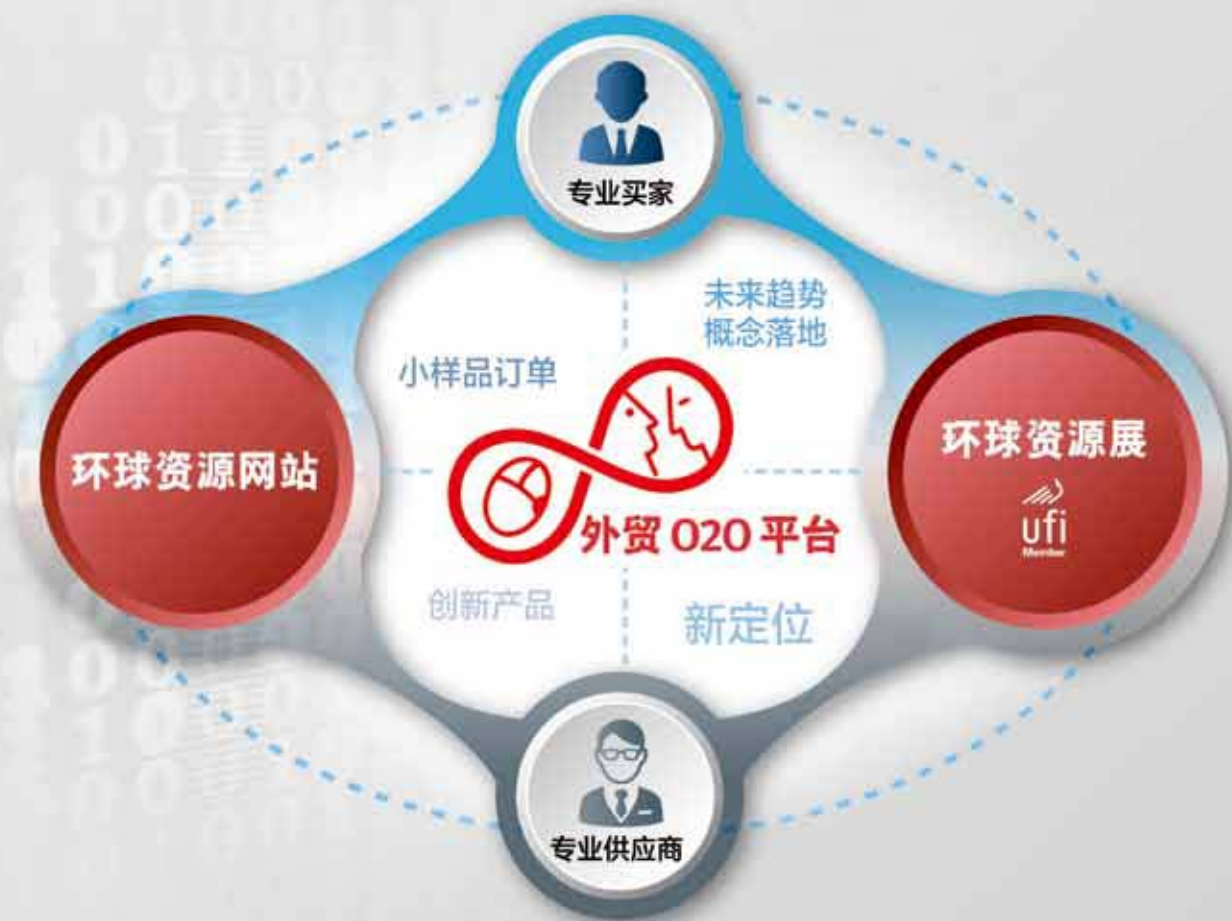 专业买家
未来趋势
概念落地
小样品订单
环球资源网站
环球资源展
ufi
Member
外贸 O2O 平台
创新产品
新定位
专业供应商